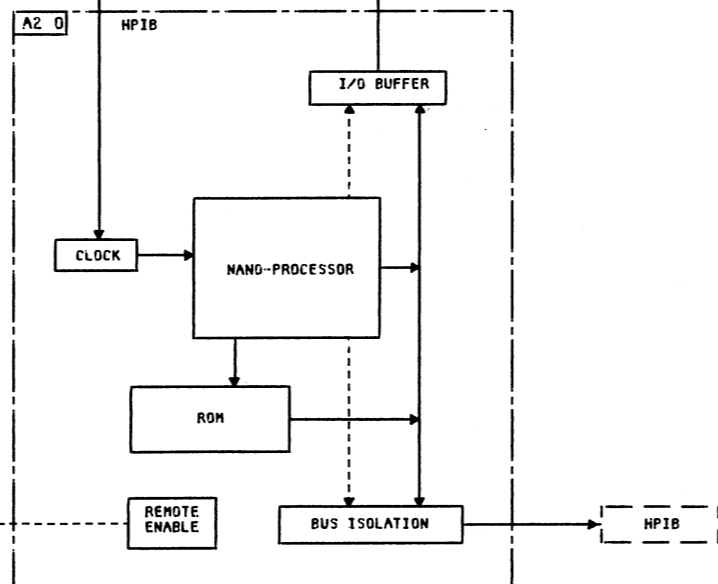 A2 0 HPIB
I/O BUFFER
CLOCK
NANO-PROCESSOR
ROM
REMOTE
ENABLE
BUS ISOLATION
HPIB